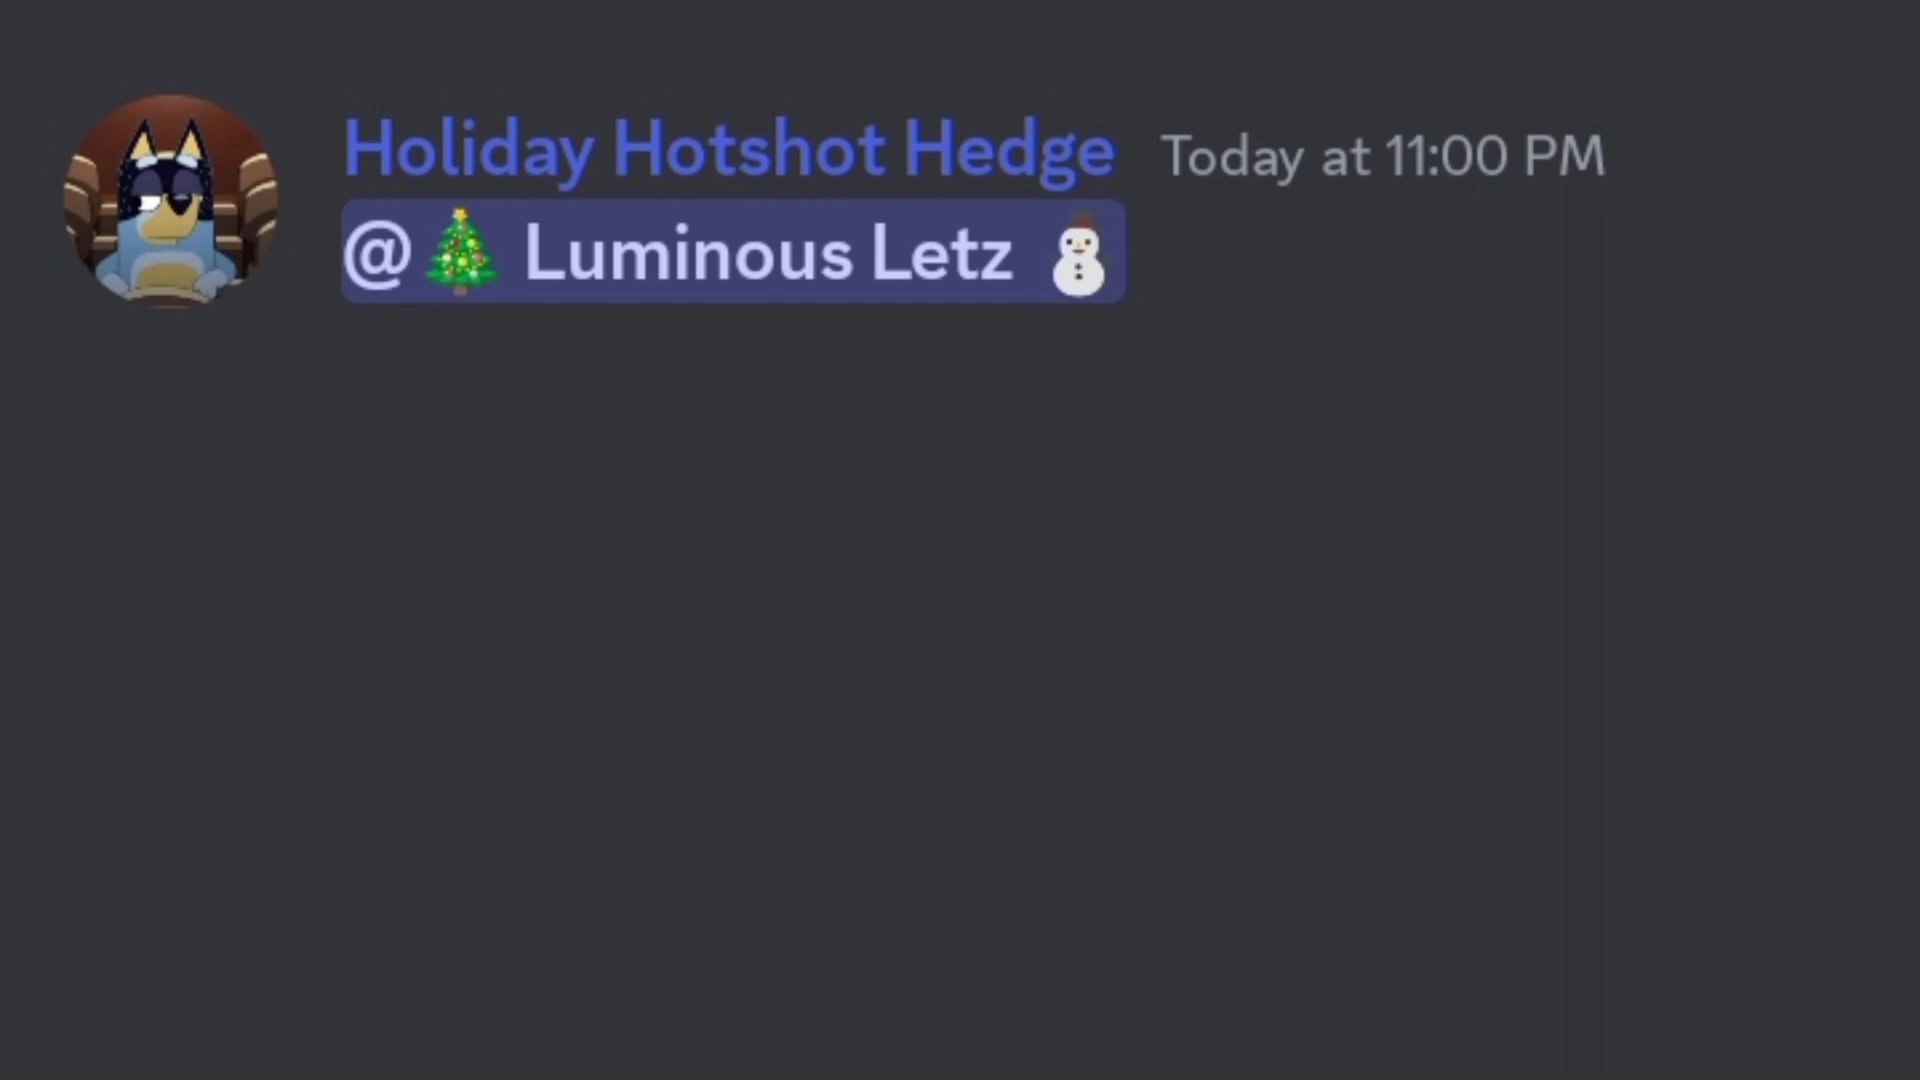 Holiday Hotshot Hedge Today at 11:00 PM
@🎄 Luminous Letz ⛄